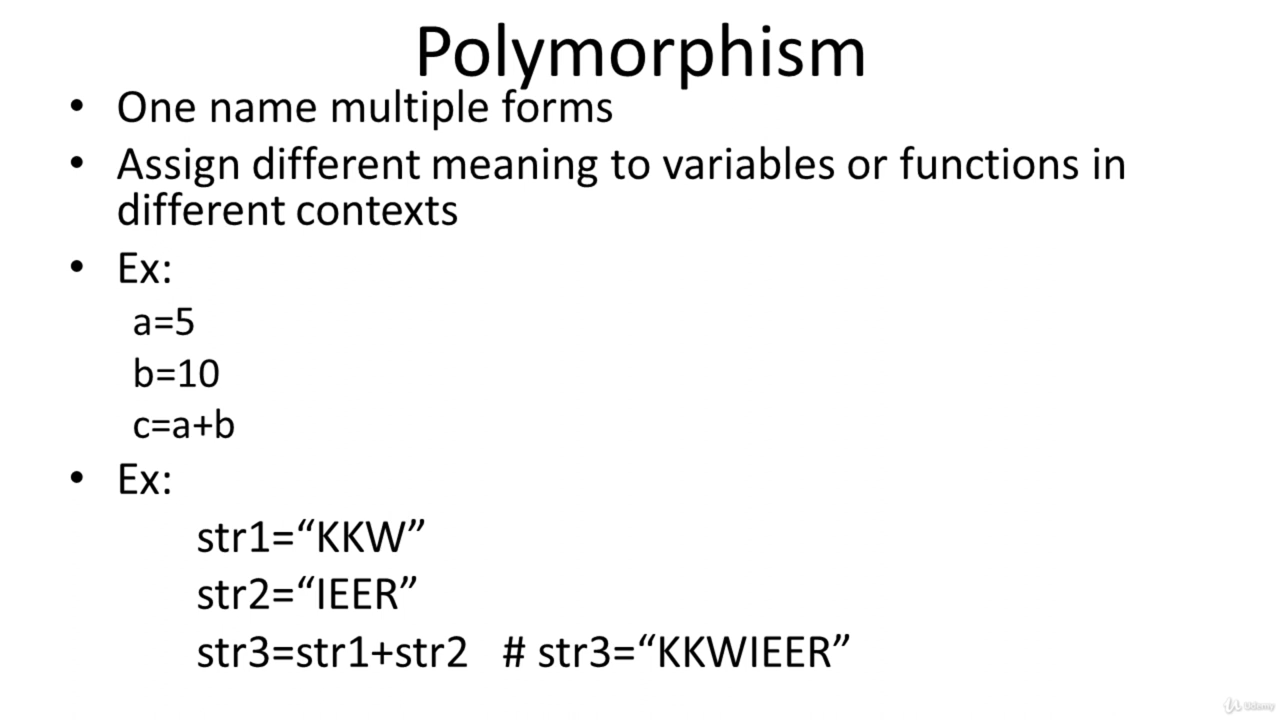 Polymorphism
• One name multiple forms
• Assign different meaning to variables or functions in
different contexts
• Ex:
a=5
b=10
c=a+b
• Ex:
str1=“KKW”
str2=“IEER”
str3=str1+str2 # str3=“KKWIEER”
Udemy